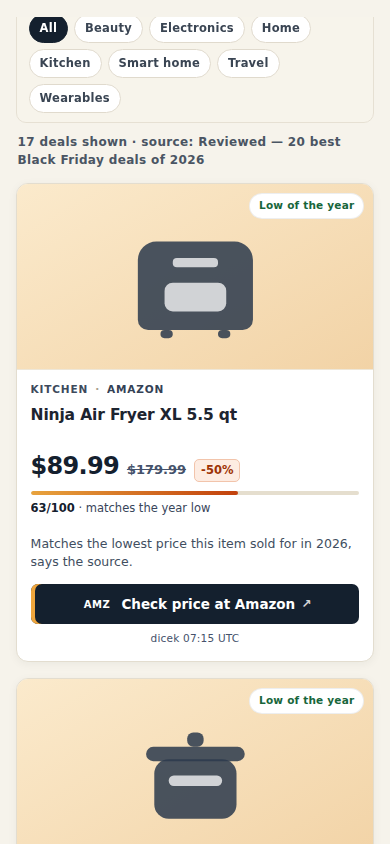 All Beauty Electronics Home
Kitchen Smart home Travel
Wearables
17 deals shown · source: Reviewed — 20 best
Black Friday deals of 2026
Low of the year
KITCHEN · AMAZON
Ninja Air Fryer XL 5.5 qt
$89.99 $179.99 -50%
63/100 · matches the year low
Matches the lowest price this item sold for in 2026,
says the source.
AMZ Check price at Amazon ↗
dicek 07:15 UTC
Low of the year